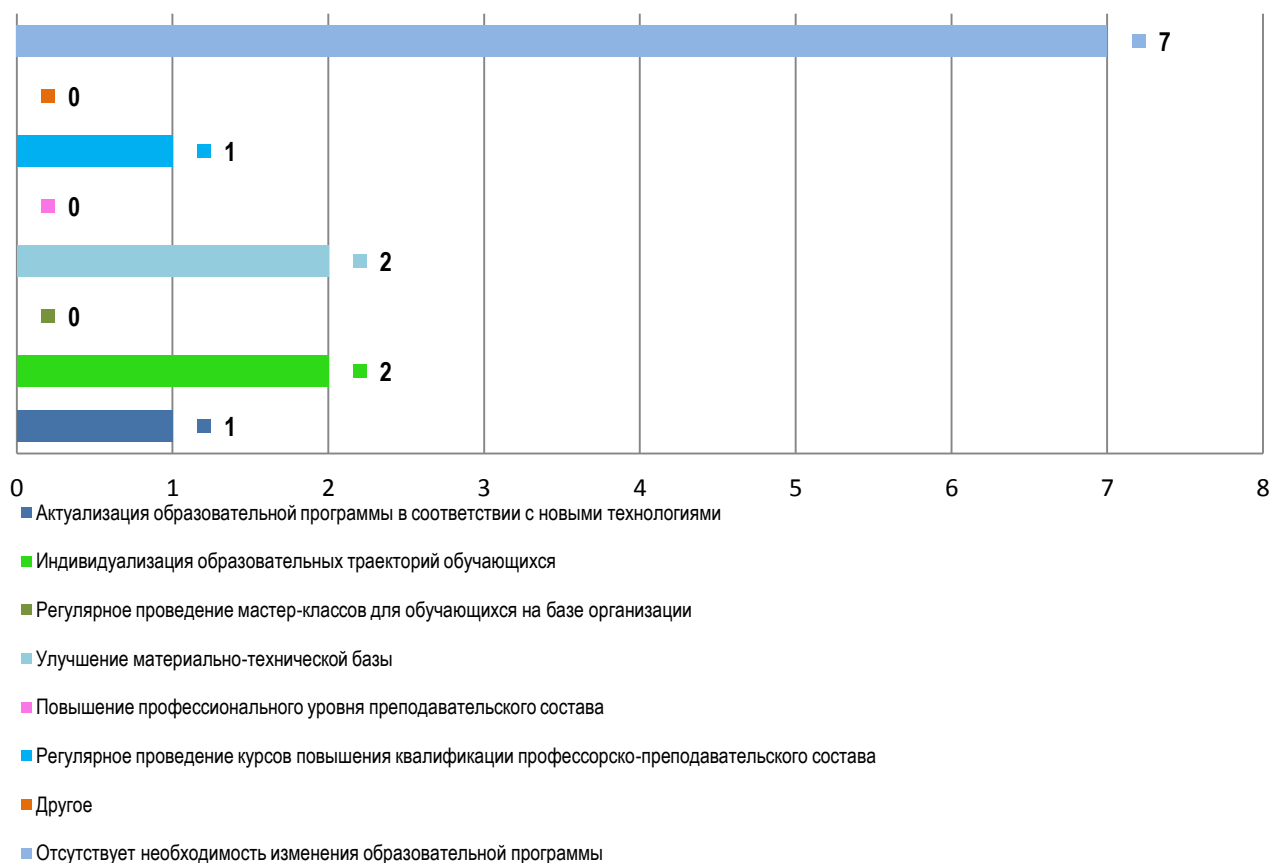 7
0
1
0
2
0
2
1
0 1 2 3 4 5 6 7 8
Актуализация образовательной программы в соответствии с новыми технологиями
Индивидуализация образовательных траекторий обучающихся
Регулярное проведение мастер-классов для обучающихся на базе организации
Улучшение материально-технической базы
Повышение профессионального уровня преподавательского состава
Регулярное проведение курсов повышения квалификации профессорско-преподавательского состава
Другое
Отсутствует необходимость изменения образовательной программы